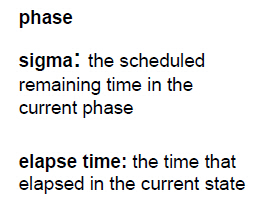 phase
sigma: the scheduled
remaining time in the
current phase
elapse time: the time that
elapsed in the current state